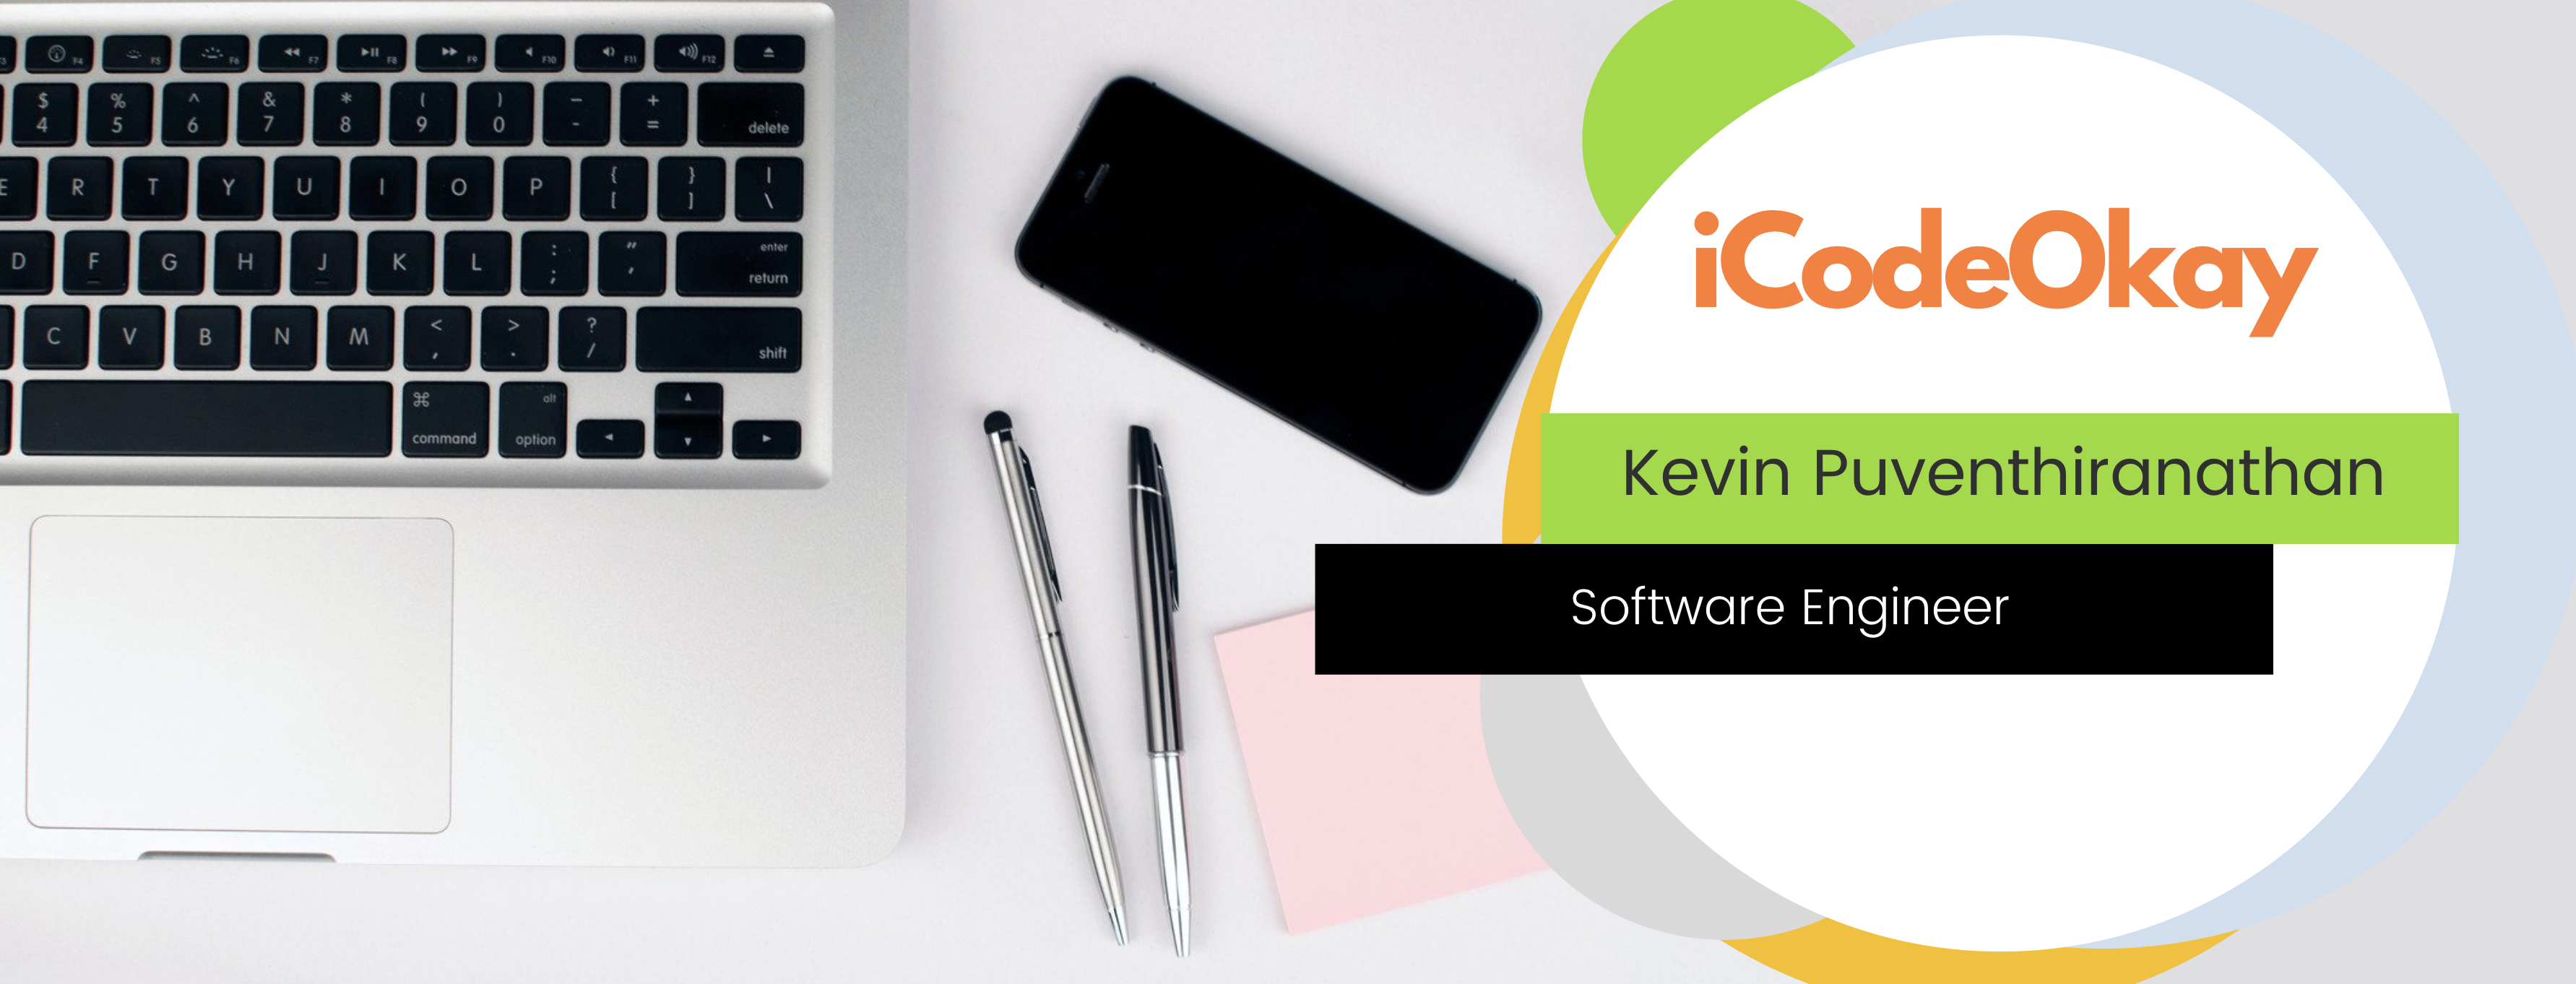 F3 F4 F5 F6 F7 F8 F9 F10 F11 F12
$ % ^ & * ( ) — +
4 5 6 7 8 9 0 - = delete
E R T Y U I O P { [ } ] | \
D F G H J K L : ; " ' enter return
C V B N M < , > . ? / shift
⌘ command alt option
iCodeOkay
Kevin Puventhiranathan
Software Engineer